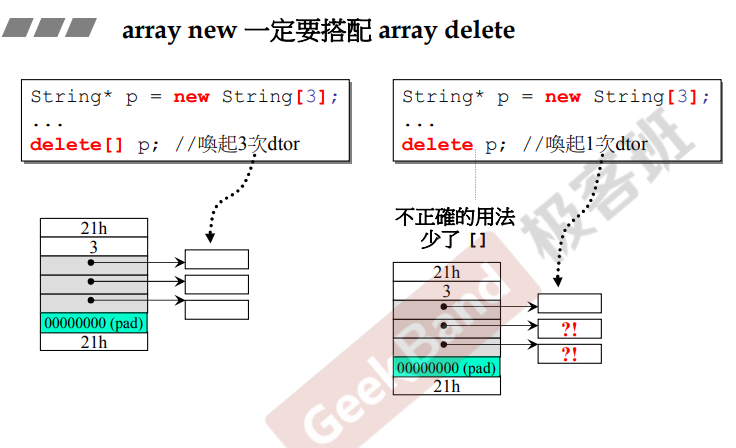 array new 一定要搭配 array delete
String* p = new String[3];
...
delete[] p; //喚起3次dtor
21h
3
00000000 (pad)
21h
String* p = new String[3];
...
delete p; //喚起1次dtor
不正確的用法
少了 []
21h
3
?!
?!
00000000 (pad)
21h
GeekBand 极客班